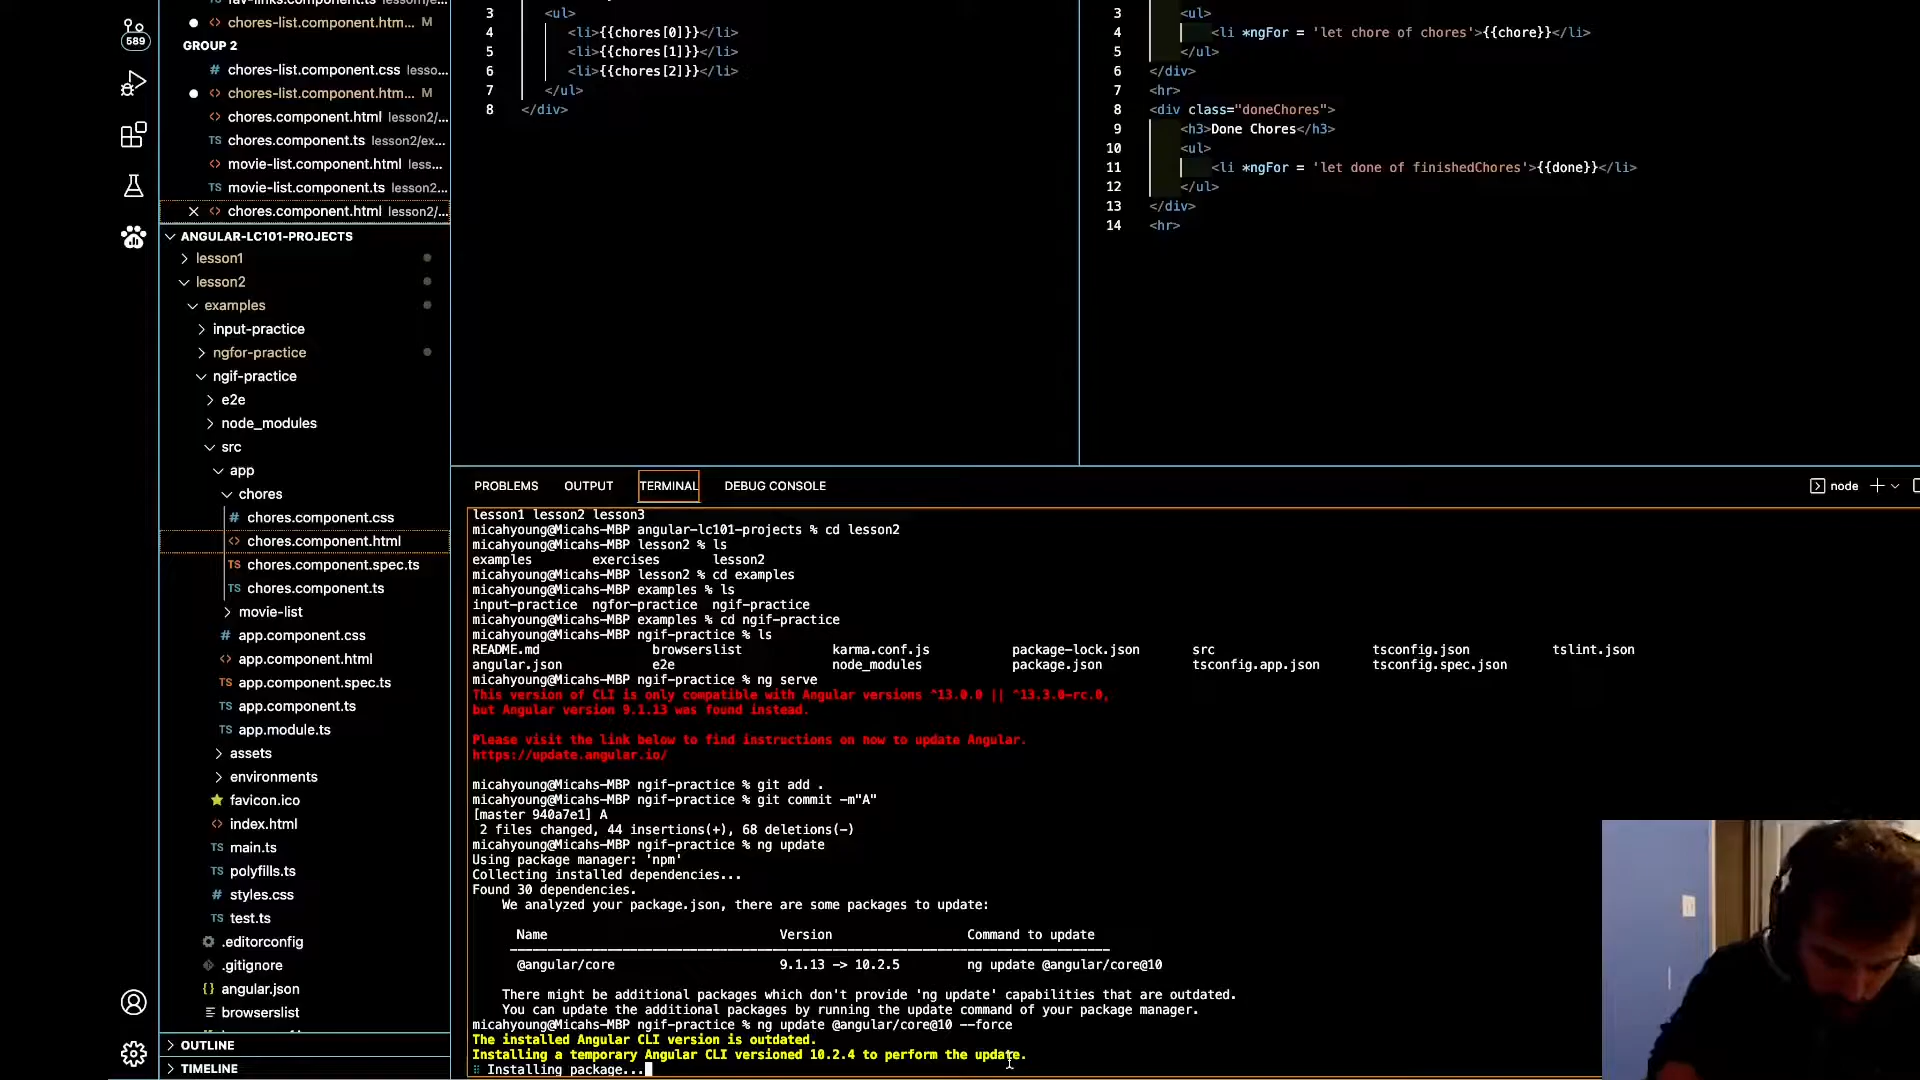 589
fav-links.component.ts lesson/e...
chores-list.component.htm... M
GROUP 2
chores-list.component.css lesso...
chores-list.component.htm... M
chores.component.html lesson2/...
TS chores.component.ts lesson2/ex...
movie-list.component.html less...
TS movie-list.component.ts lesson2...
chores.component.html lesson2/...
ANGULAR-LC101-PROJECTS
lesson1
lesson2
examples
input-practice
ngfor-practice
ngif-practice
e2e
node_modules
src
app
chores
# chores.component.css
<> chores.component.html
TS chores.component.spec.ts
TS chores.component.ts
movie-list
# app.component.css
<> app.component.html
TS app.component.spec.ts
TS app.component.ts
TS app.module.ts
assets
environments
favicon.ico
<> index.html
TS main.ts
TS polyfills.ts
# styles.css
TS test.ts
.editorconfig
.gitignore
{} angular.json
browserslist
OUTLINE
TIMELINE
3 <ul>
4 <li>{{chores[0]}}</li>
5 <li>{{chores[1]}}</li>
6 <li>{{chores[2]}}</li>
7 </ul>
8 </div>
3 <ul>
4 <li *ngFor = 'let chore of chores'>{{chore}}</li>
5 </ul>
6 </div>
7 <hr>
8 <div class="doneChores">
9 <h3>Done Chores</h3>
10 <ul>
11 <li *ngFor = 'let done of finishedChores'>{{done}}</li>
12 </ul>
13 </div>
14 <hr>
PROBLEMS OUTPUT TERMINAL DEBUG CONSOLE
node
lesson1 lesson2 lesson3
micahyoung@Micahs-MBP angular-lc101-projects % cd lesson2
micahyoung@Micahs-MBP lesson2 % ls
examples exercises lesson2
micahyoung@Micahs-MBP lesson2 % cd examples
micahyoung@Micahs-MBP examples % ls
input-practice ngfor-practice ngif-practice
micahyoung@Micahs-MBP examples % cd ngif-practice
micahyoung@Micahs-MBP ngif-practice % ls
README.md browserslist karma.conf.js package-lock.json src tsconfig.json tslint.json
angular.json e2e node_modules package.json tsconfig.app.json tsconfig.spec.json
micahyoung@Micahs-MBP ngif-practice % ng serve
This version of CLI is only compatible with Angular versions ^13.0.0 || ^13.3.0-rc.0,
but Angular version 9.1.13 was found instead.
Please visit the link below to find instructions on how to update Angular.
https://update.angular.io/
micahyoung@Micahs-MBP ngif-practice % git add .
micahyoung@Micahs-MBP ngif-practice % git commit -m"A"
[master 940a7e1] A
2 files changed, 44 insertions(+), 68 deletions(-)
micahyoung@Micahs-MBP ngif-practice % ng update
Using package manager: 'npm'
Collecting installed dependencies...
Found 30 dependencies.
We analyzed your package.json, there are some packages to update:
Name Version Command to update
@angular/core 9.1.13 -> 10.2.5 ng update @angular/core@10
There might be additional packages which don't provide 'ng update' capabilities that are outdated.
You can update the additional packages by running the update command of your package manager.
micahyoung@Micahs-MBP ngif-practice % ng update @angular/core@10 --force
The installed Angular CLI version is outdated.
Installing a temporary Angular CLI versioned 10.2.4 to perform the update.
Installing package...